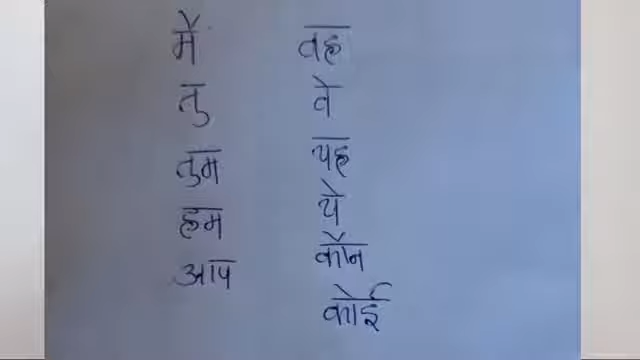 मै
तु
तुम
हम
आप
वह
वे
यह
ये
कौन
कोई